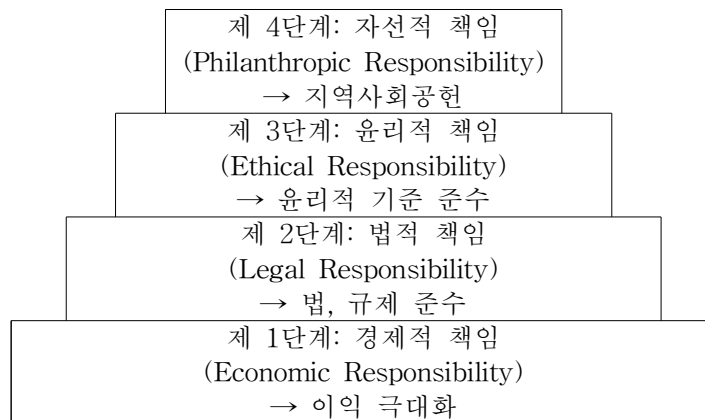 제 4단계: 자선적 책임
(Philanthropic Responsibility)
→ 지역사회공헌
제 3단계: 윤리적 책임
(Ethical Responsibility)
→ 윤리적 기준 준수
제 2단계: 법적 책임
(Legal Responsibility)
→ 법, 규제 준수
제 1단계: 경제적 책임
(Economic Responsibility)
→ 이익 극대화